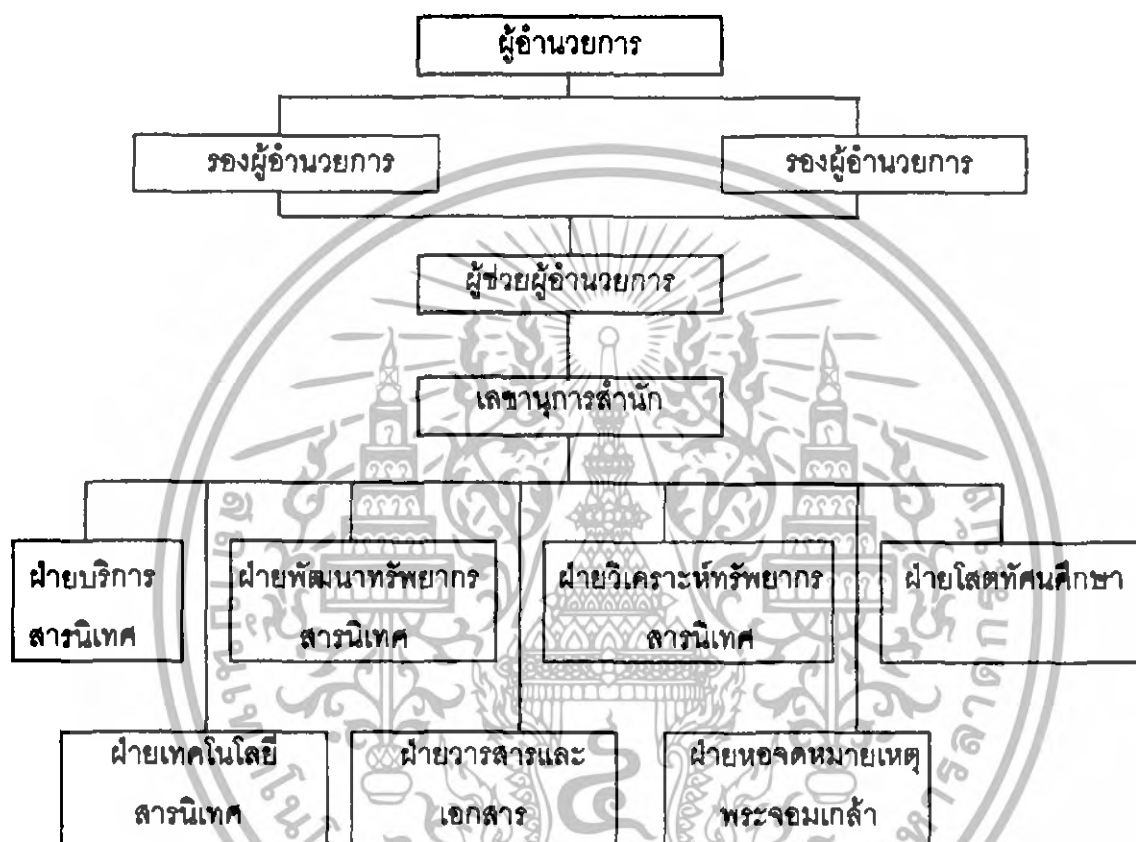 ผู้อำนวยการ
รองผู้อำนวยการ
รองผู้อำนวยการ
ผู้ช่วยผู้อำนวยการ
เลขานุการสำนัก
ฝ่ายบริการ
สารนิเทศ
ฝ่ายพัฒนาทรัพยากร
สารนิเทศ
ฝ่ายวิเคราะห์ทรัพยากร
สารนิเทศ
ฝ่ายโสตทัศนศึกษา
ฝ่ายเทคโนโลยี
สารนิเทศ
ฝ่ายวารสารและ
เอกสาร
ฝ่ายหอจดหมายเหตุ
พระจอมเกล้า